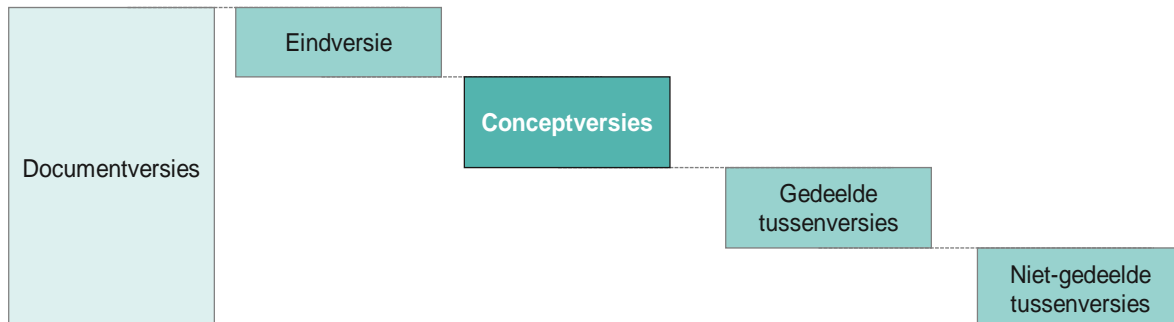 Documentversies
Eindversie
Conceptversies
Gedeelde
tussenversies
Niet-gedeelde
tussenversies